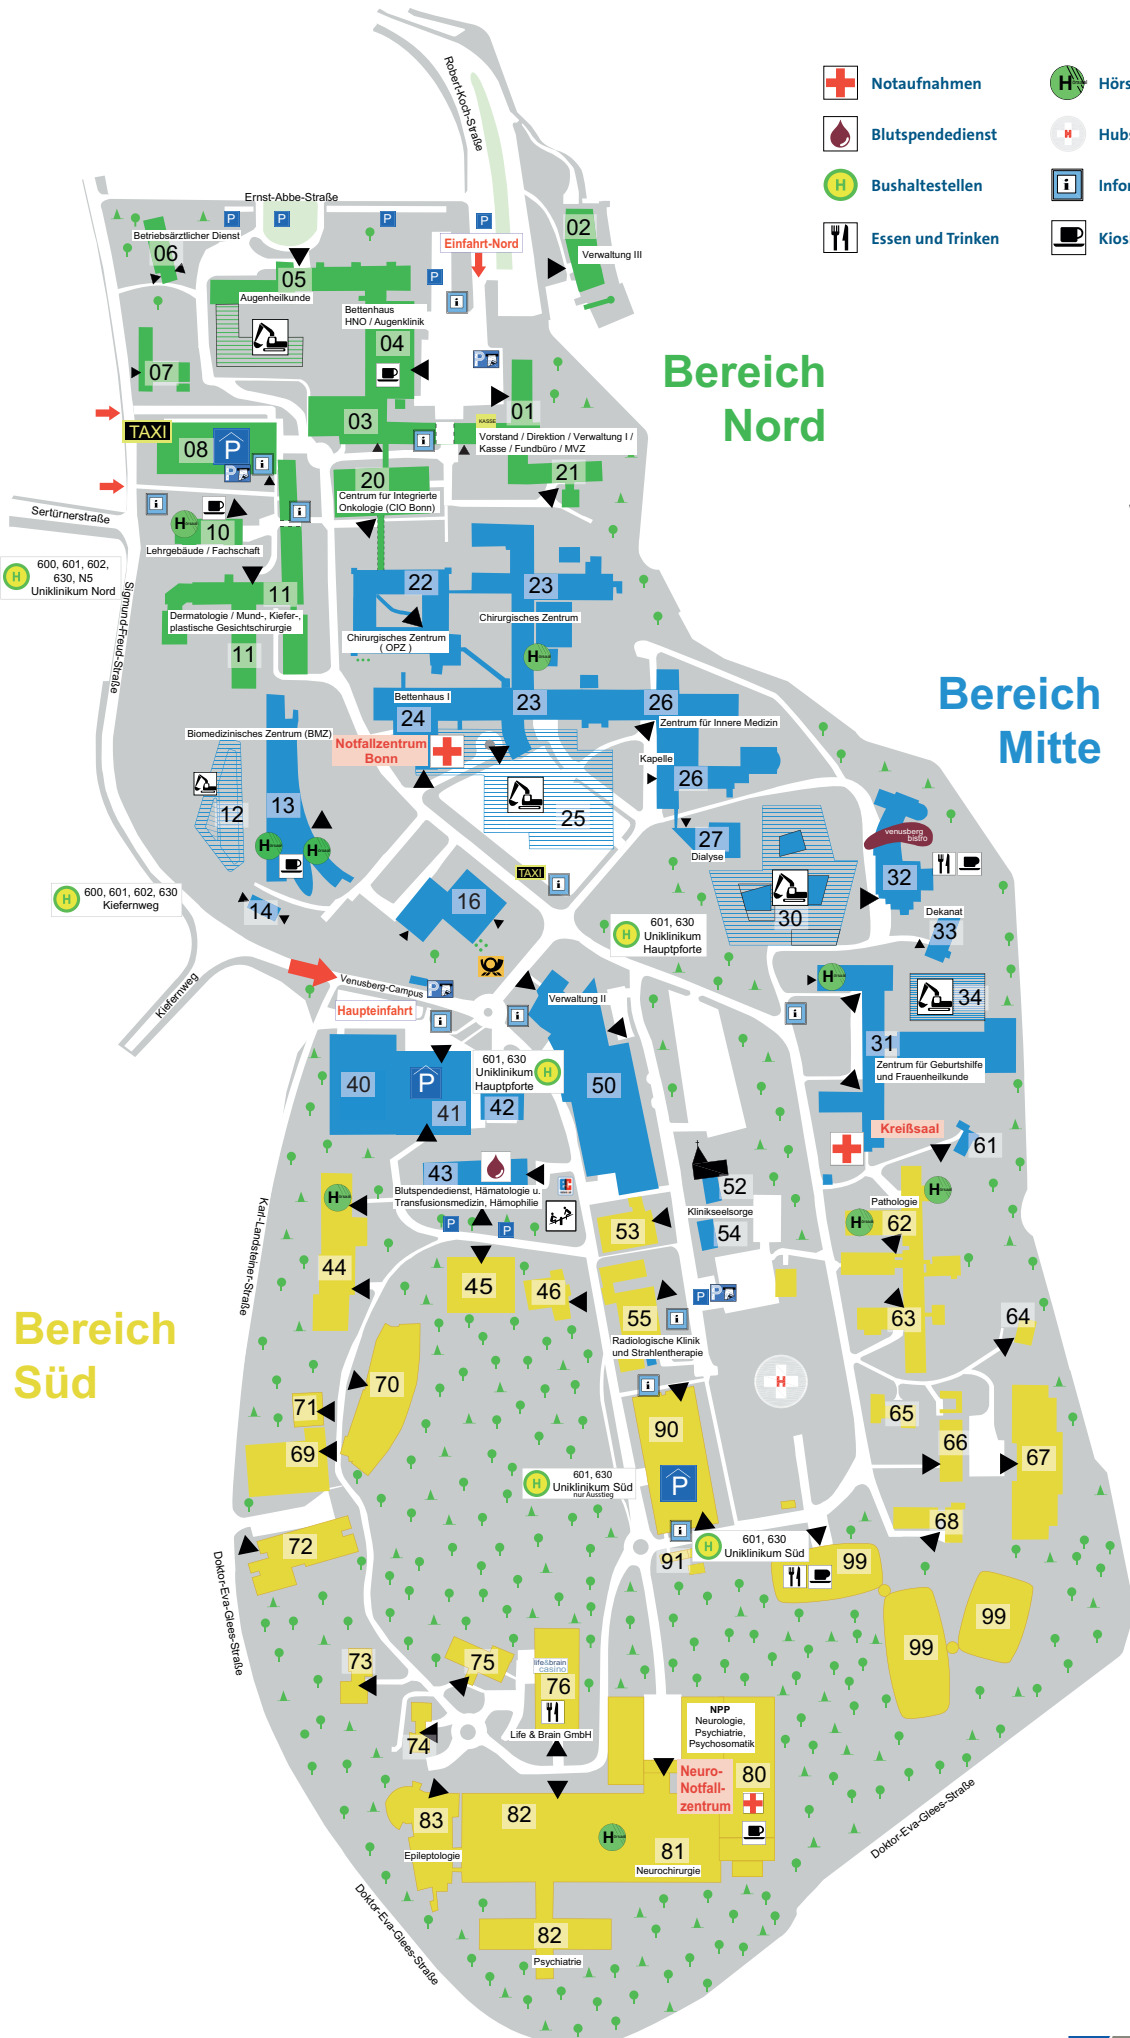 Robert-Koch-Straße
Notaufnahmen
Blutspendedienst
Bushaltestellen
H
Essen und Trinken
Hörs
Hubs
H
Infor
i
Kios
Ernst-Abbe-Straße
P
P
P
P
Einfahrt-Nord
02
Verwaltung III
Betriebsärztlicher Dienst
06
05
Augenheilkunde
P
i
Bettenhaus
HNO / Augenklinik
04
07
01
Bereich
Nord
03
KASSE
Vorstand / Direktion / Verwaltung I /
Kasse / Fundbüro / MVZ
TAXI
08
P
i
i
20
Centrum für Integrierte
Onkologie (CIO Bonn)
21
Sertürnerstraße
i
10
i
Lehrgebäude / Fachschaft
H
600, 601, 602,
630, N5
Uniklinikum Nord
Sigmund-Freud-Straße
11
Dermatologie / Mund-, Kiefer-,
plastische Gesichtschirurgie
11
22
Chirurgisches Zentrum
( OPZ )
23
Chirurgisches Zentrum
Bereich
Mitte
Bettenhaus I
24
23
26
Zentrum für Innere Medizin
Biomedizinisches Zentrum (BMZ)
Notfallzentrum
Bonn
Kapelle
26
12
13
25
27
Dialyse
venusberg
bistro
32
TAXI
i
30
Dekanat
33
H
600, 601, 602, 630
Kiefernweg
14
16
H
601, 630
Uniklinikum
Hauptpforte
Kiefernweg
Venusberg-Campus
Haupteinfahrt
i
i
Verwaltung II
34
i
31
Zentrum für Geburtshilfe
und Frauenheilkunde
40
P
41
42
601, 630
Uniklinikum
Hauptpforte
H
50
Kreißsaal
61
43
Blutspendedienst, Hämatologie u.
Transfusionsmedizin, Hämophilie
P
P
52
Klinikseelsorge
54
53
Pathologie
62
Karl-Landsteiner-Straße
44
45
46
55
Radiologische Klinik
und Strahlentherapie
P
i
63
64
Bereich
Süd
70
71
69
i
90
P
H
65
66
67
H
601, 630
Uniklinikum Süd
nur Ausstieg
72
i
91
H
601, 630
Uniklinikum Süd
68
99
99
99
Doktor-Eva-Glees-Straße
73
75
life&brain
casino
76
Life & Brain GmbH
74
NPP
Neurologie,
Psychiatrie,
Psychosomatik
Neuro-
Notfall-
zentrum
80
83
Epileptologie
82
81
Neurochirurgie
82
Psychiatrie
Doktor-Eva-Glees-Straße
Doktor-Eva-Glees-Straße